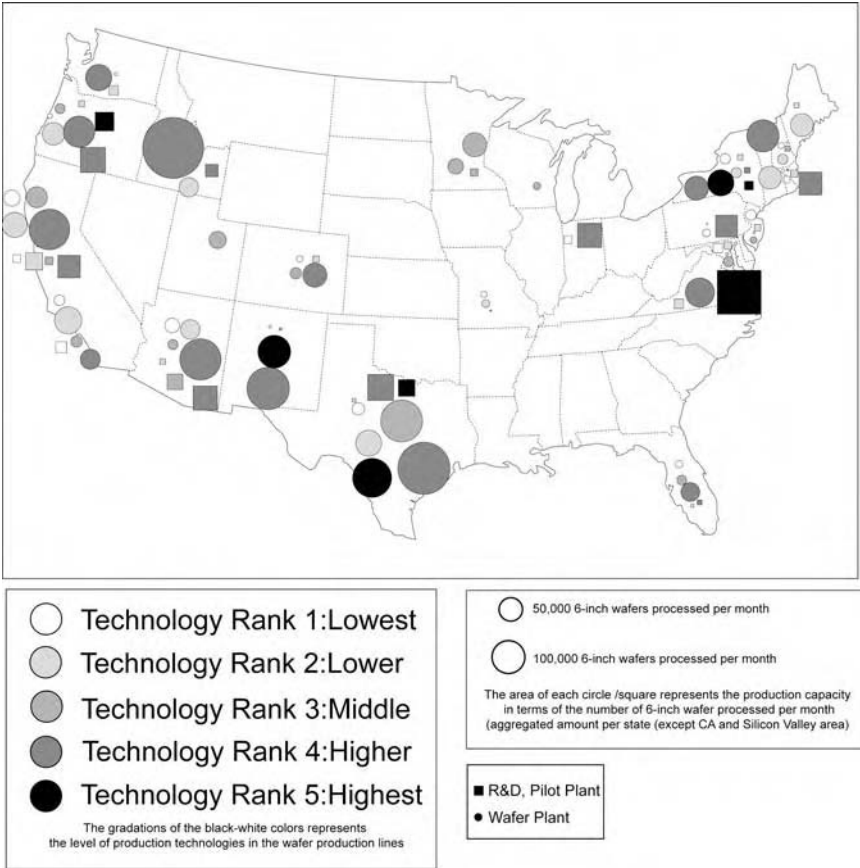 Technology Rank 1:Lowest
Technology Rank 2:Lower
Technology Rank 3:Middle
Technology Rank 4:Higher
Technology Rank 5:Highest
The gradations of the black-white colors represents
the level of production technologies in the wafer production lines
50,000 6-inch wafers processed per month
100,000 6-inch wafers processed per month
The area of each circle /square represents the production capacity
in terms of the number of 6-inch wafer processed per month
(aggregated amount per state (except CA and Silicon Valley area)
R&D, Pilot Plant
Wafer Plant